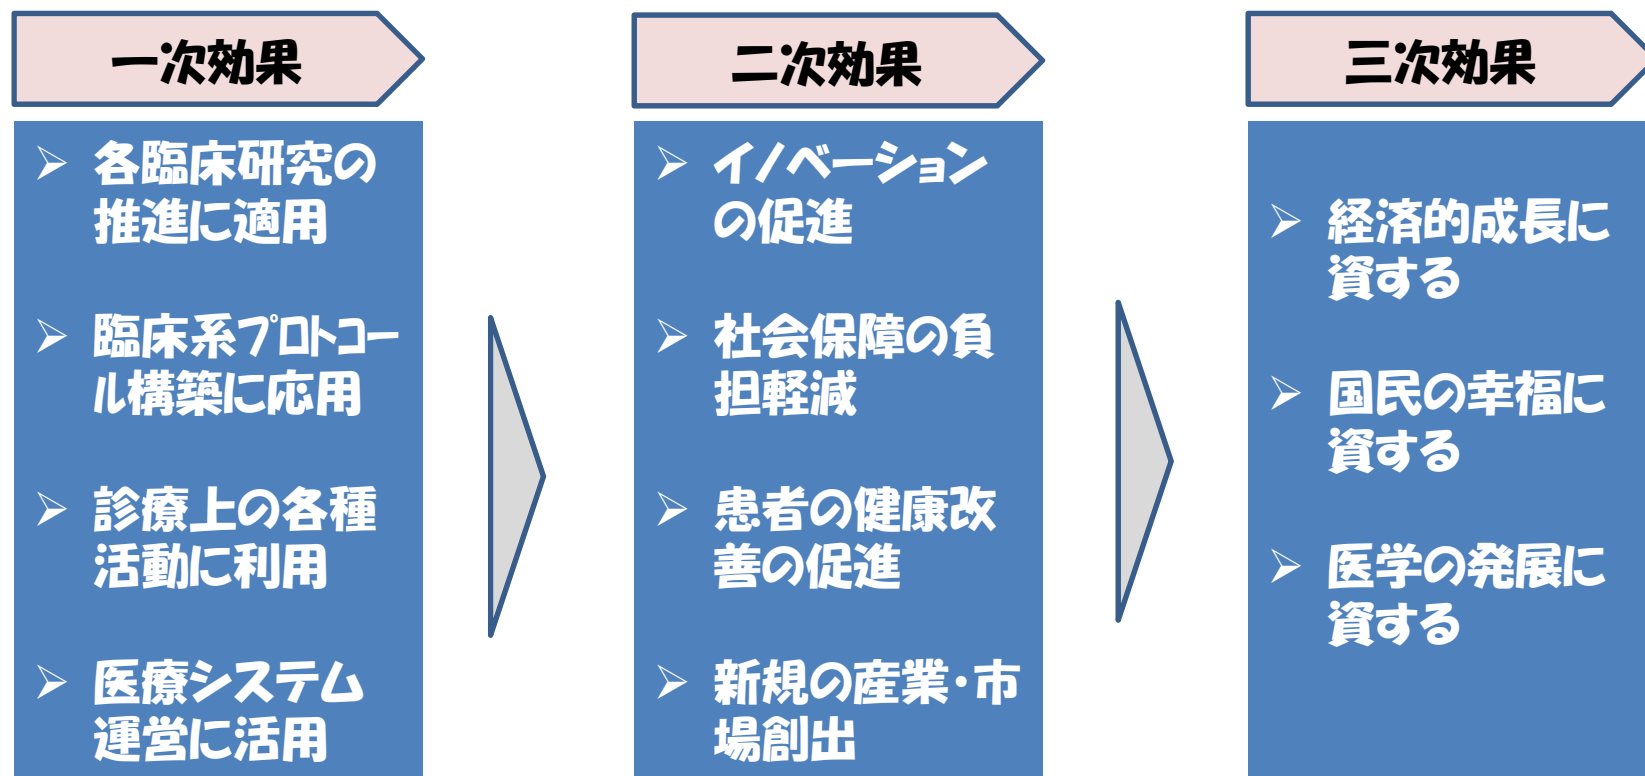 一次効果
各臨床研究の
推進に適用
臨床系プロトコー
ル構築に応用
診療上の各種
活動に利用
医療システム
運営に活用
二次効果
イノベーション
の促進
社会保障の負
担軽減
患者の健康改
善の促進
新規の産業・市
場創出
三次効果
経済的成長に
資する
国民の幸福に
資する
医学の発展に
資する